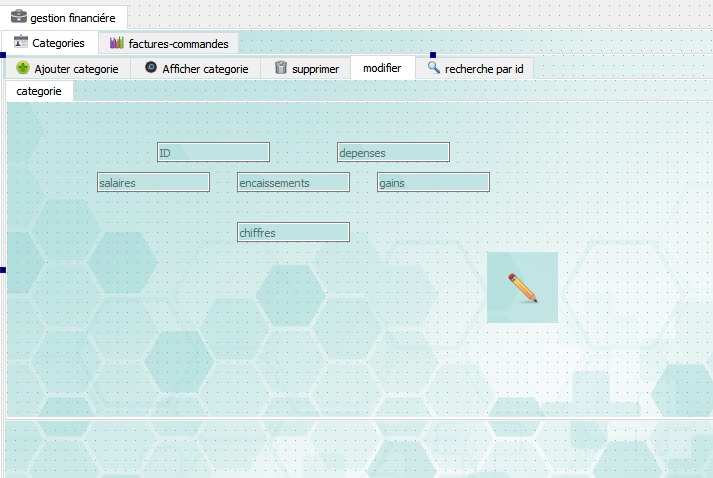 gestion financiére
Categories factures-commandes
Ajouter categorie Afficher categorie supprimer modifier recherche par id
categorie
ID depenses
salaires encaissements gains
chiffres